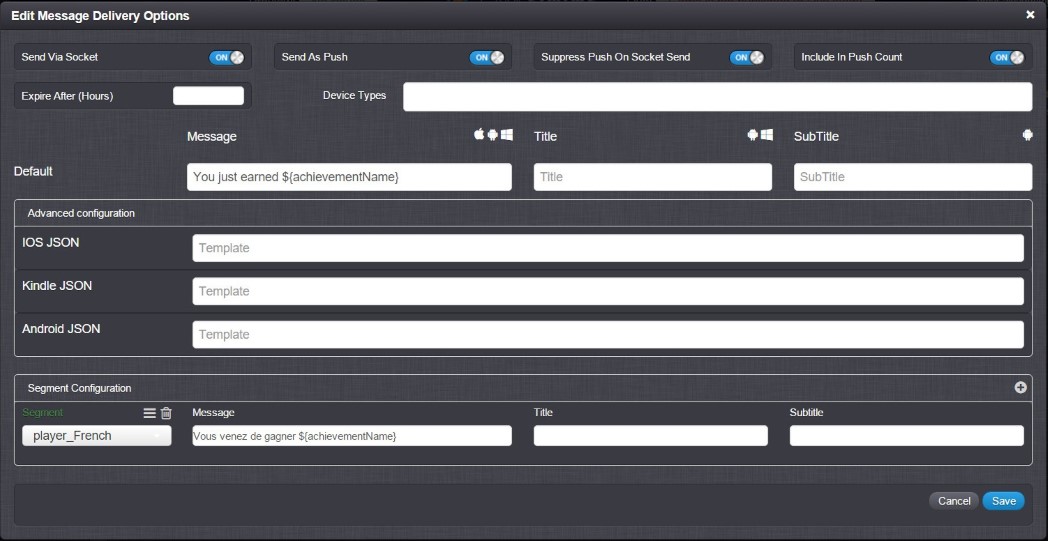 Edit Message Delivery Options
Send Via Socket ON Send As Push ON Suppress Push On Socket Send ON Include In Push Count ON
Expire After (Hours) Device Types
Message Title SubTitle
Default You just earned ${achievementName} Title SubTitle
Advanced configuration
IOS JSON Template
Kindle JSON Template
Android JSON Template
Segment Configuration
Segment Message Title Subtitle
player_French Vous venez de gagner ${achievementName}
Cancel Save